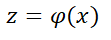 z = φ(x)